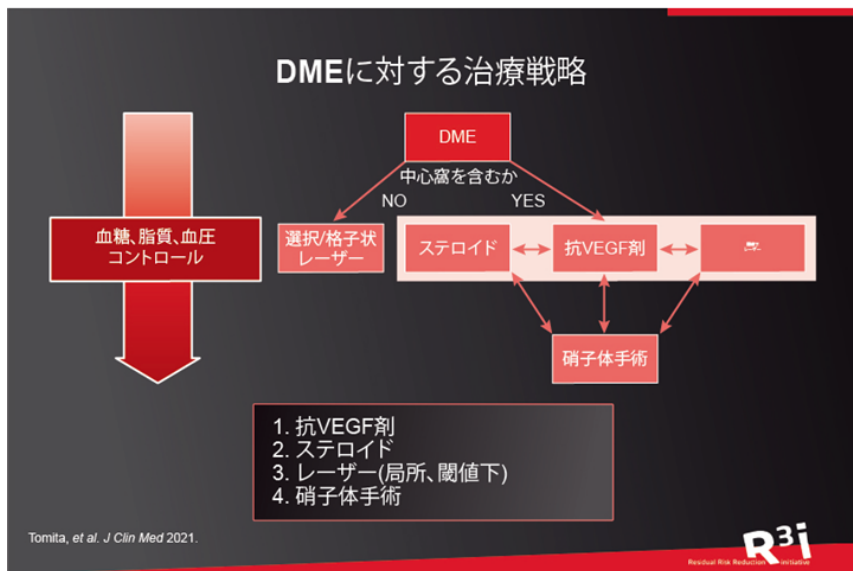 DMEに対する治療戦略
DME
中心窩を含むか
NO
YES
血糖、脂質、血圧
コントロール
選択/格子状
レーザー
ステロイド
抗VEGF剤
硝子体手術
1. 抗VEGF剤
2. ステロイド
3. レーザー(局所、閾値下)
4. 硝子体手術
Tomita, et al. J Clin Med 2021.
R3i
Residual Risk Reduction Initiative